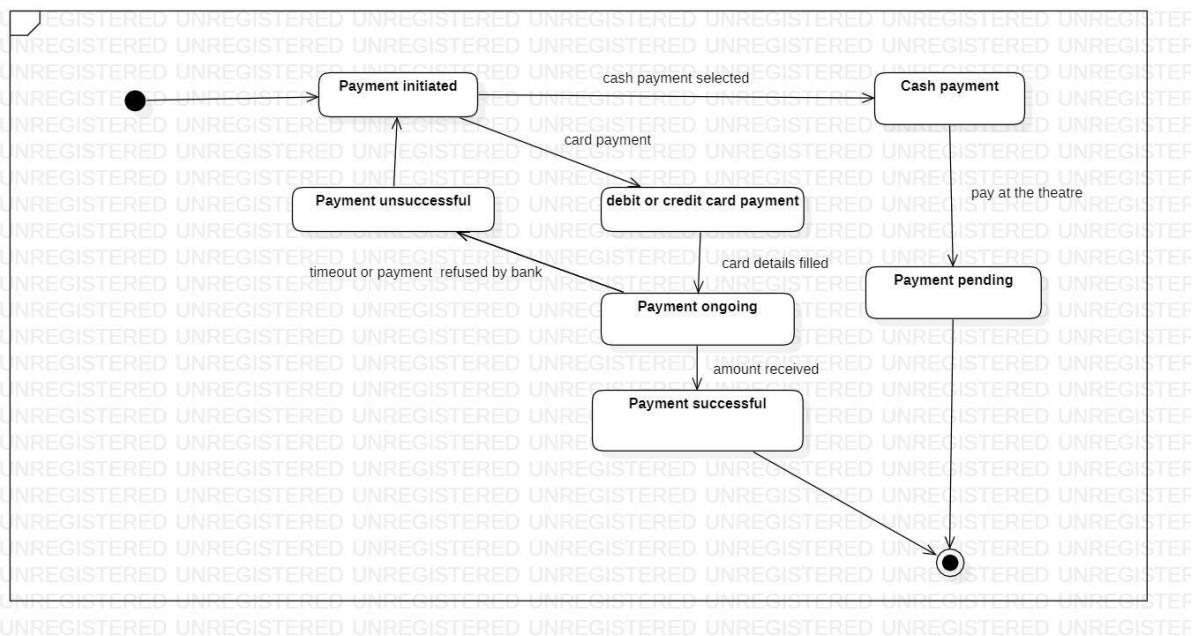 Payment initiated
cash payment selected
Cash payment
card payment
Payment unsuccessful
debit or credit card payment
pay at the theatre
timeout or payment  refused by bank
card details filled
Payment ongoing
Payment pending
amount received
Payment successful
UNREGISTERED